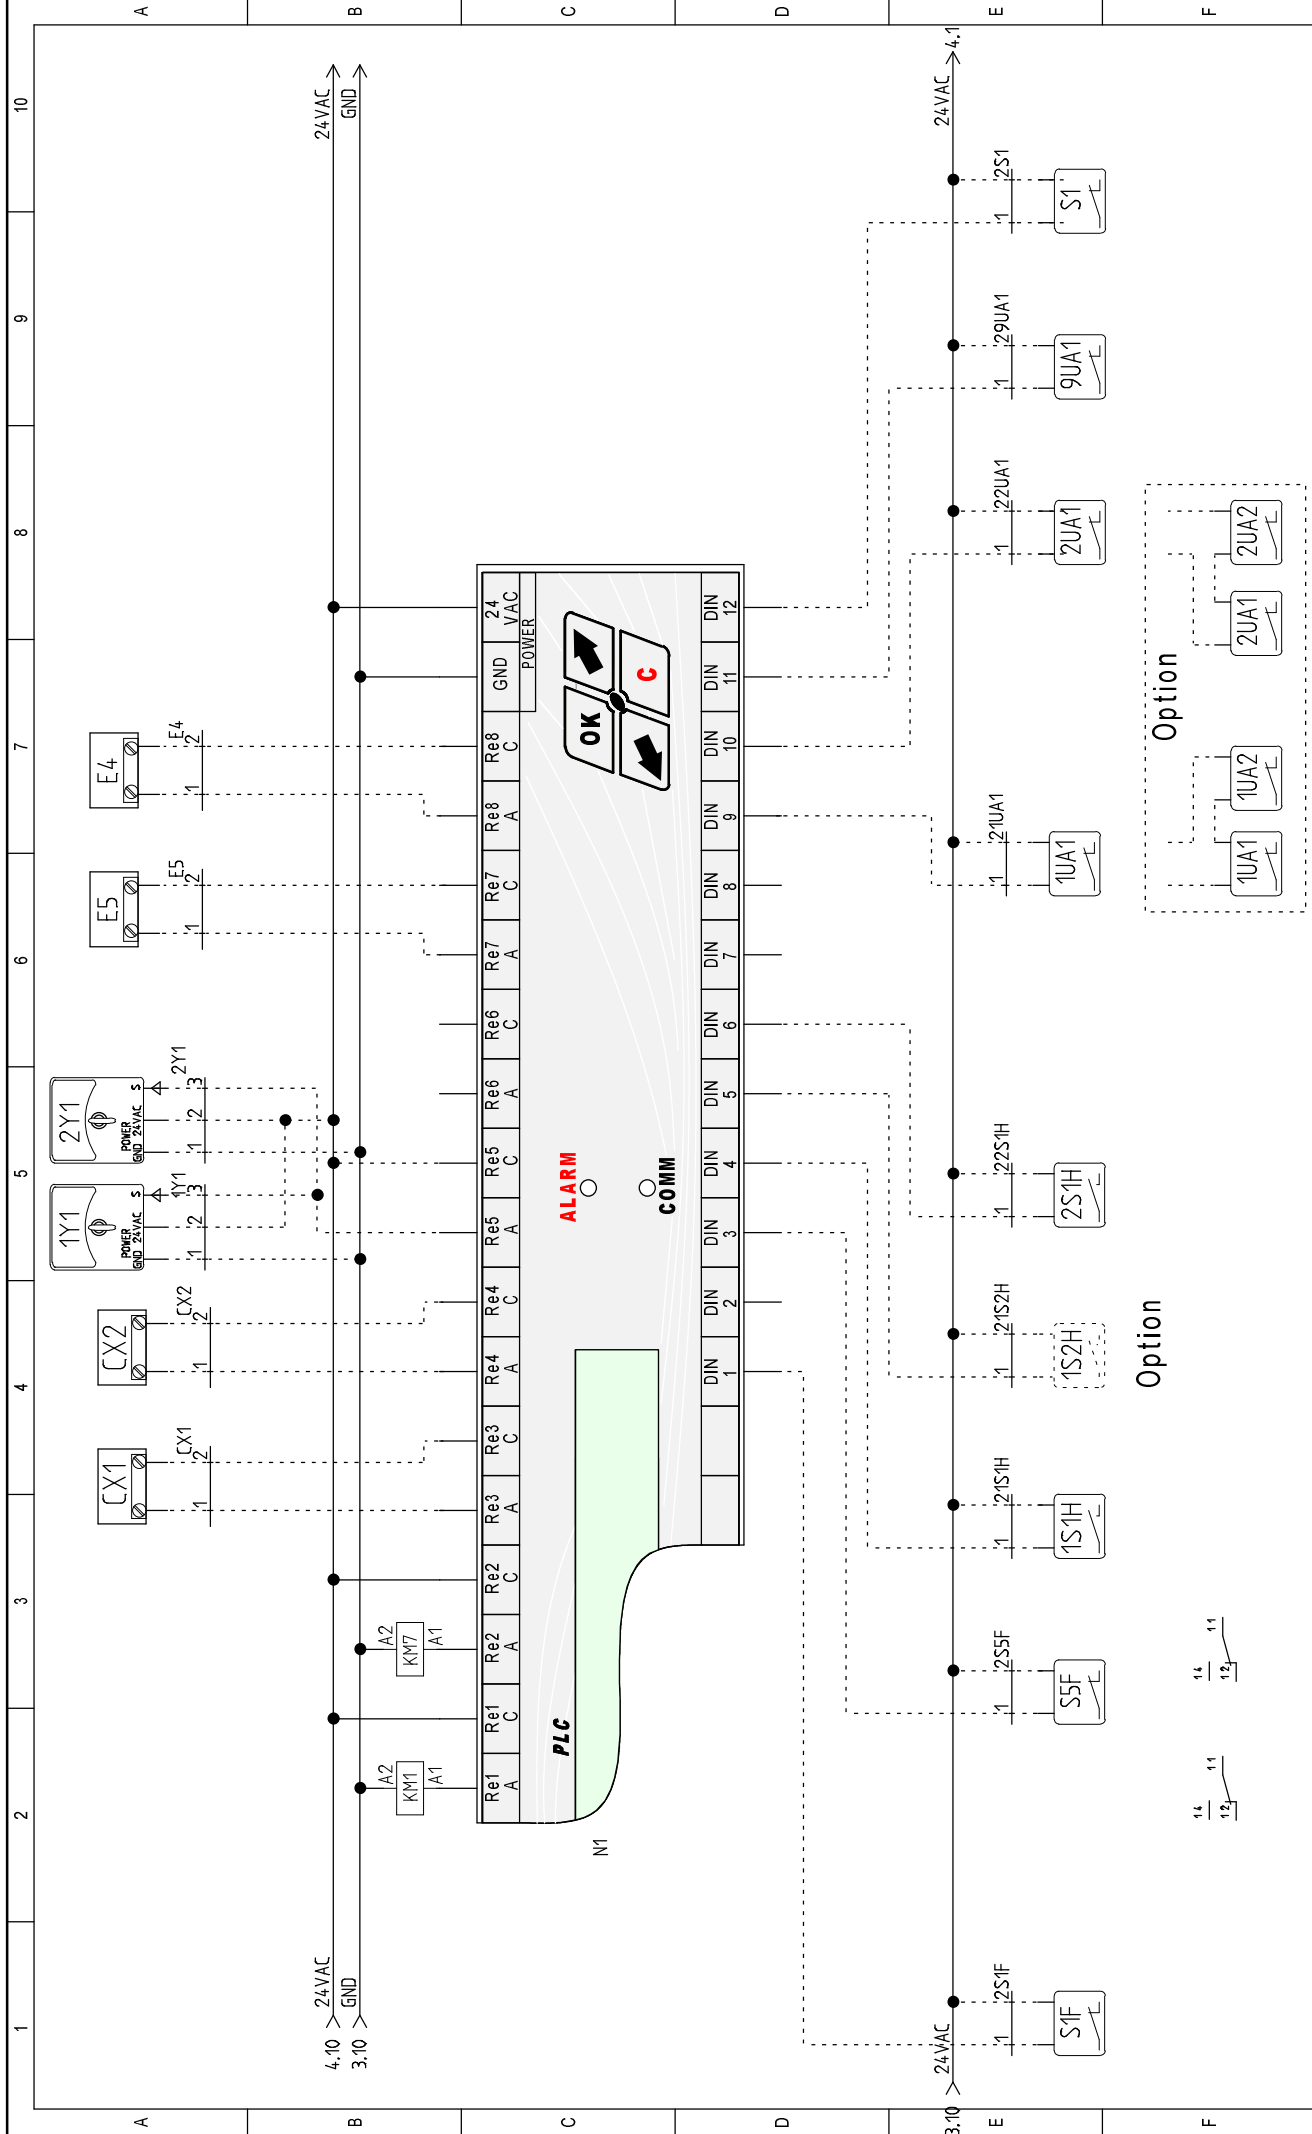 1 2 3 4 5 6 7 8 9 10
A A
CX1 CX2 1Y1 2Y1 E5 E4
POWER
GND 24VAC S
POWER
GND 24VAC S
1 2 CX1
1 2 CX2
1 2 3 1Y1
1 2 3 2Y1
1 2 E5
1 2 E4
B B
4.10 24VAC 24VAC
3.10 GND GND
A2 KM1 A1
A2 KM7 A1
C C
Re1 A
Re1 C
Re2 A
Re2 C
Re3 A
Re3 C
Re4 A
Re4 C
Re5 A
Re5 C
Re6 A
Re6 C
Re7 A
Re7 C
Re8 A
Re8 C
GND
24 VAC
POWER
PLC
N1
ALARM
COMM
OK
C
DIN 1
DIN 2
DIN 3
DIN 4
DIN 5
DIN 6
DIN 7
DIN 8
DIN 9
DIN 10
DIN 11
DIN 12
D D
3.10 24VAC 24VAC 4.1
E E
1 2S1F
1 2S5F
1 21S1H
1 21S2H
1 22S1H
1 21UA1
1 22UA1
1 29UA1
1 2S1
S1F S5F 1S1H 1S2H 2S1H 1UA1 2UA1 9UA1 S1
Option
Option
F F
14 12 11
14 12 11
1UA1 1UA2 2UA1 2UA2